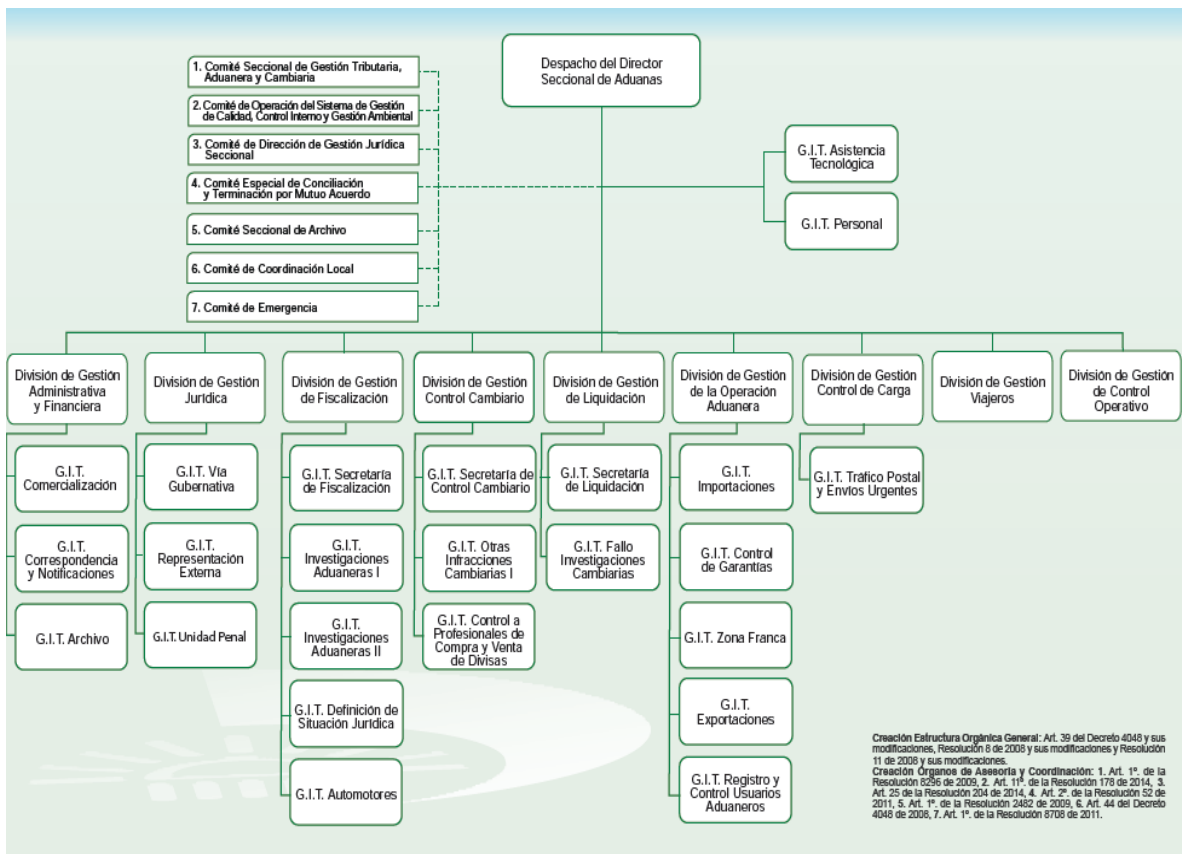 Despacho del Director
Seccional de Aduanas
1. Comité Seccional de Gestión Tributaria,
Aduanera y Cambiaria
2. Comité de Operación del Sistema de Gestión
de Calidad, Control Interno y Gestión Ambiental
3. Comité de Dirección de Gestión Jurídica
Seccional
4. Comité Especial de Conciliación
y Terminación por Mutuo Acuerdo
5. Comité Seccional de Archivo
6. Comité de Coordinación Local
7. Comité de Emergencia
G.I.T. Asistencia
Tecnológica
G.I.T. Personal
División de Gestión
Administrativa
y Financiera
División de Gestión
Jurídica
División de Gestión
de Fiscalización
División de Gestión
Control Cambiario
División de Gestión
de Liquidación
División de Gestión
de la Operación
Aduanera
División de Gestión
Control de Carga
División de Gestión
Viajeros
División de Gestión
de Control
Operativo
G.I.T.
Comercialización
G.I.T.
Correspondencia
y Notificaciones
G.I.T. Archivo
G.I.T. Vía
Gubernativa
G.I.T.
Representación
Externa
G.I.T. Unidad Penal
G.I.T. Secretaría
de Fiscalización
G.I.T.
Investigaciones
Aduaneras I
G.I.T.
Investigaciones
Aduaneras II
G.I.T. Definición de
Situación Jurídica
G.I.T. Automotores
G.I.T. Secretaría de
Control Cambiario
G.I.T. Otras
Infracciones
Cambiarias I
G.I.T. Control a
Profesionales de
Compra y Venta
de Divisas
G.I.T. Secretaría
de Liquidación
G.I.T. Fallo
Investigaciones
Cambiarias
G.I.T.
Importaciones
G.I.T. Control
de Garantías
G.I.T. Zona Franca
G.I.T.
Exportaciones
G.I.T. Registro y
Control Usuarios
Aduaneros
G.I.T. Tráfico Postal
y Envíos Urgentes
Creación Estructura Orgánica General: Art. 39 del Decreto 4048 y sus
modificaciones, Resolución 8 de 2008 y sus modificaciones y Resolución
11 de 2008 y sus modificaciones.
Creación Órganos de Asesoría y Coordinación: 1. Art. 1º. de la
Resolución 8296 de 2009, 2. Art. 11º. de la Resolución 178 de 2014, 3.
Art. 25 de la Resolución 204 de 2014, 4. Art. 2º. de la Resolución 52 de
2011, 5. Art. 1º. de la Resolución 2482 de 2009, 6. Art. 44 del Decreto
4048 de 2008, 7. Art. 1º. de la Resolución 8708 de 2011.